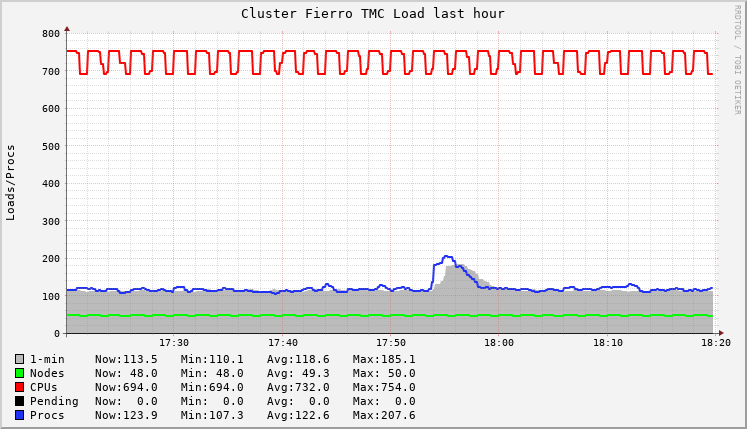 Cluster Fierro TMC Load last hour
RRDTOOL / TOBI OETIKER
Loads/Procs
800
700
600
500
400
300
200
100
0
17:30 17:40 17:50 18:00 18:10 18:20
1-min Now:113.5 Min:110.1 Avg:118.6 Max:185.1
Nodes Now: 48.0 Min: 48.0 Avg: 49.3 Max: 50.0
CPUs Now:694.0 Min:694.0 Avg:732.0 Max:754.0
Pending Now: 0.0 Min: 0.0 Avg: 0.0 Max: 0.0
Procs Now:123.9 Min:107.3 Avg:122.6 Max:207.6